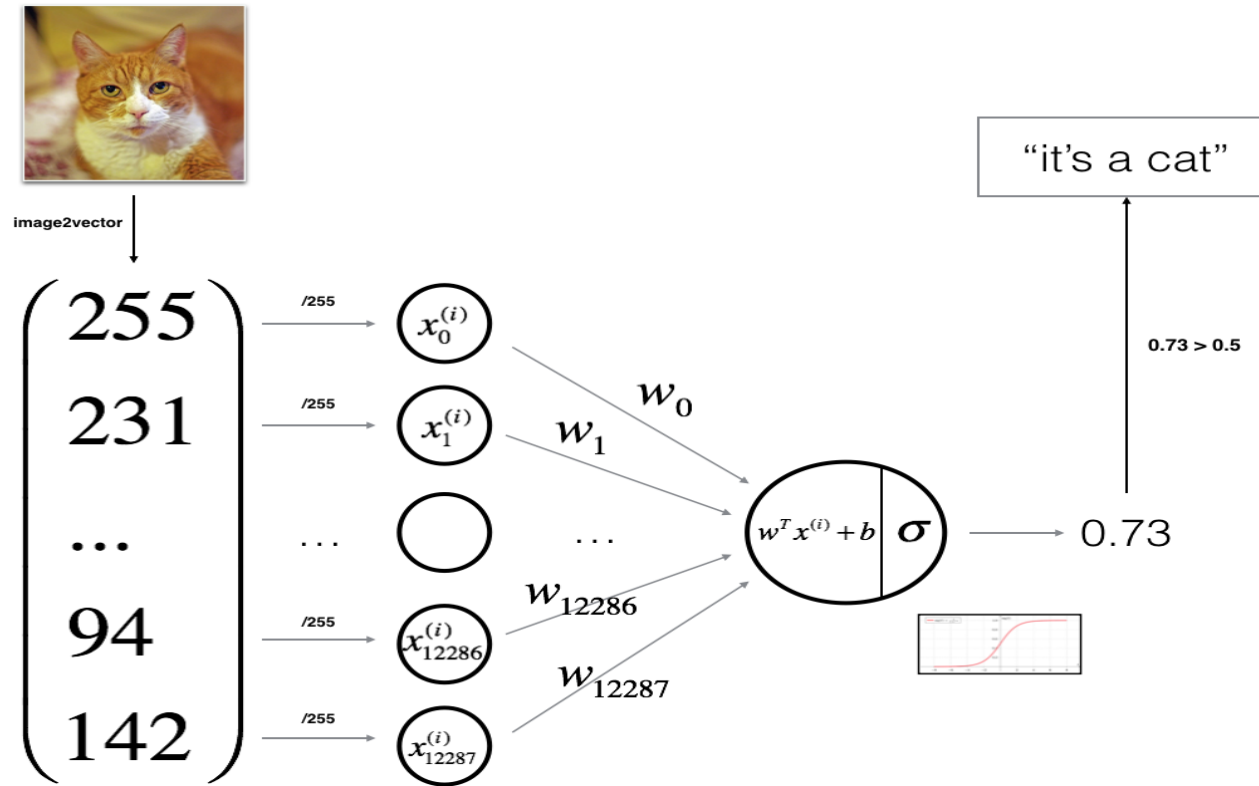 “it’s a cat”
image2vector
255 /255 x_0^{(i)}
0.73 > 0.5
w_0
231 /255 x_1^{(i)}
w_1
... ... ... w^T x^{(i)} + b σ 0.73
w_{12286}
94 /255 x_{12286}^{(i)}
w_{12287}
142 /255 x_{12287}^{(i)}